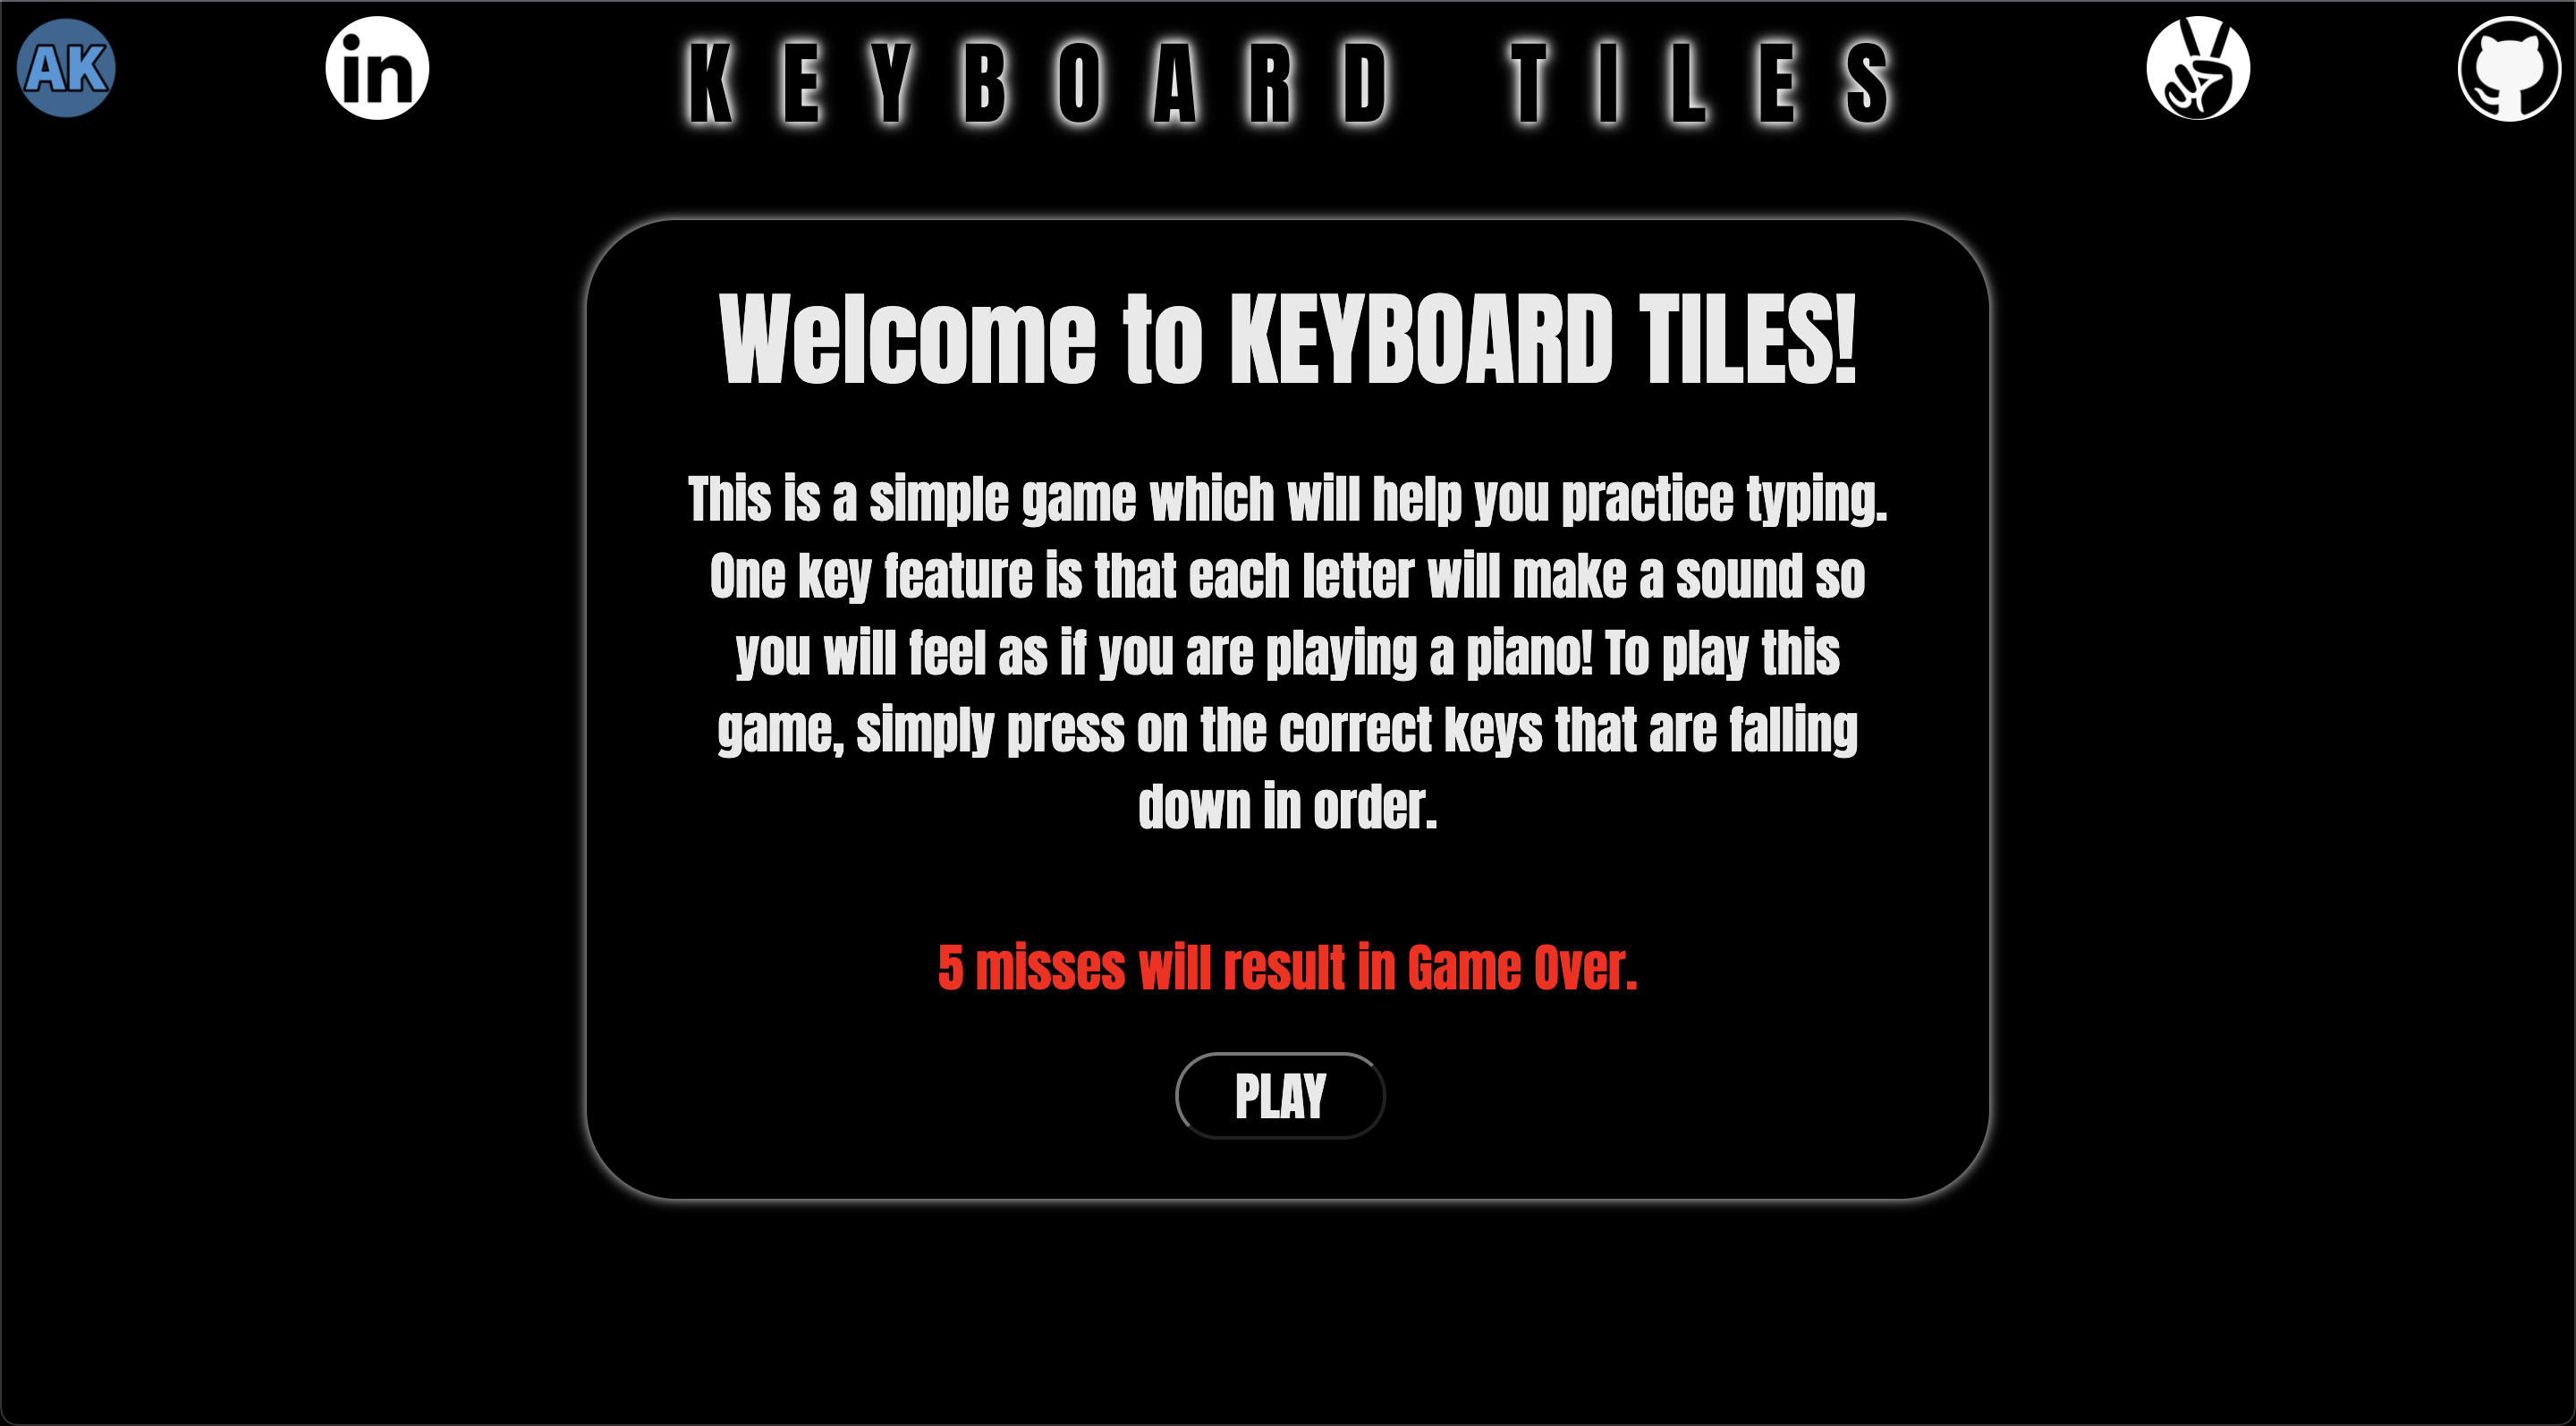 AK
in
KEYBOARD TILES
Welcome to KEYBOARD TILES!
This is a simple game which will help you practice typing.
One key feature is that each letter will make a sound so
you will feel as if you are playing a piano! To play this
game, simply press on the correct keys that are falling
down in order.
5 misses will result in Game Over.
PLAY